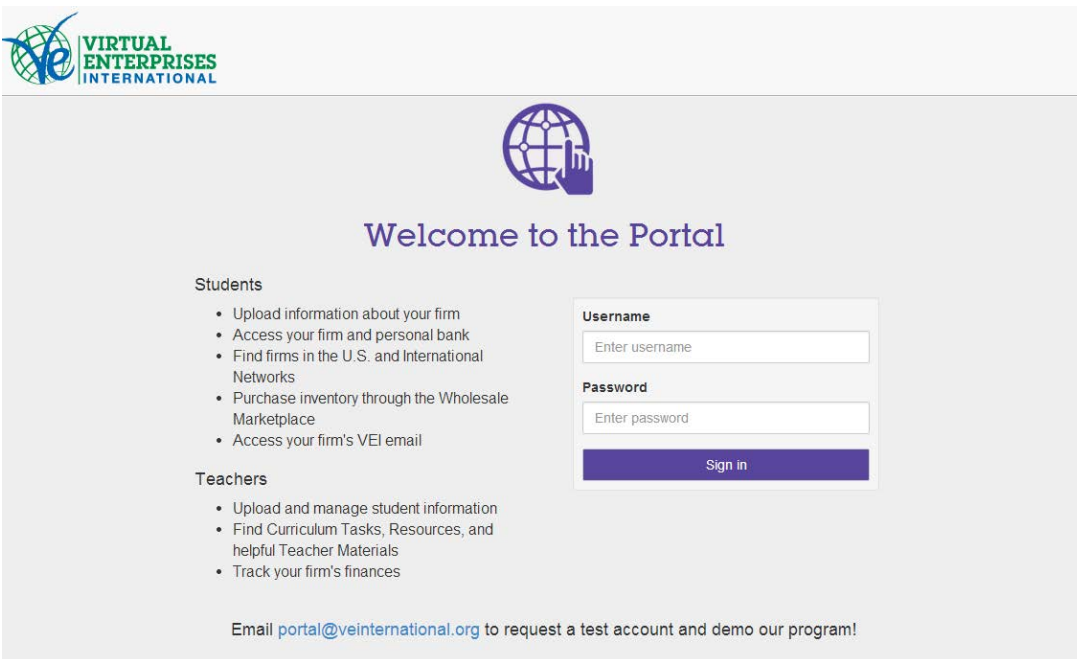 Ve VIRTUAL
ENTERPRISES
INTERNATIONAL
Welcome to the Portal
Students
• Upload information about your firm
• Access your firm and personal bank
• Find firms in the U.S. and International
Networks
• Purchase inventory through the Wholesale
Marketplace
• Access your firm's VEI email
Teachers
• Upload and manage student information
• Find Curriculum Tasks, Resources, and
helpful Teacher Materials
• Track your firm's finances
Username
Enter username
Password
Enter password
Sign in
Email portal@veinternational.org to request a test account and demo our program!